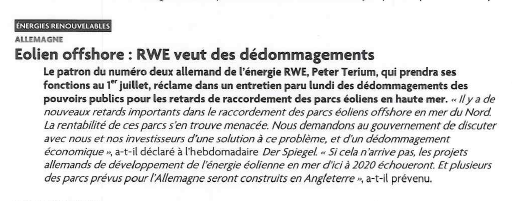 ÉNERGIES RENOUVELABLES
ALLEMAGNE
Eolien offshore : RWE veut des dédommagements
Le patron du numéro deux allemand de l'énergie RWE, Peter Terium, qui prendra ses
fonctions au 1er juillet, réclame dans un entretien paru lundi des dédommagements des
pouvoirs publics pour les retards de raccordement des parcs éoliens en haute mer. « Il y a de
nouveaux retards importants dans le raccordement des parcs éoliens offshore en mer du Nord.
La rentabilité de ces parcs s'en trouve menacée. Nous demandons au gouvernement de discuter
avec nous et nos investisseurs d'une solution à ce problème, et d'un dédommagement
économique », a-t-il déclaré à l'hebdomadaire Der Spiegel. « Si cela n'arrive pas, les projets
allemands de développement de l'énergie éolienne en mer d'ici à 2020 échoueront. Et plusieurs
des parcs prévus pour l'Allemagne seront construits en Angleterre », a-t-il prévenu.